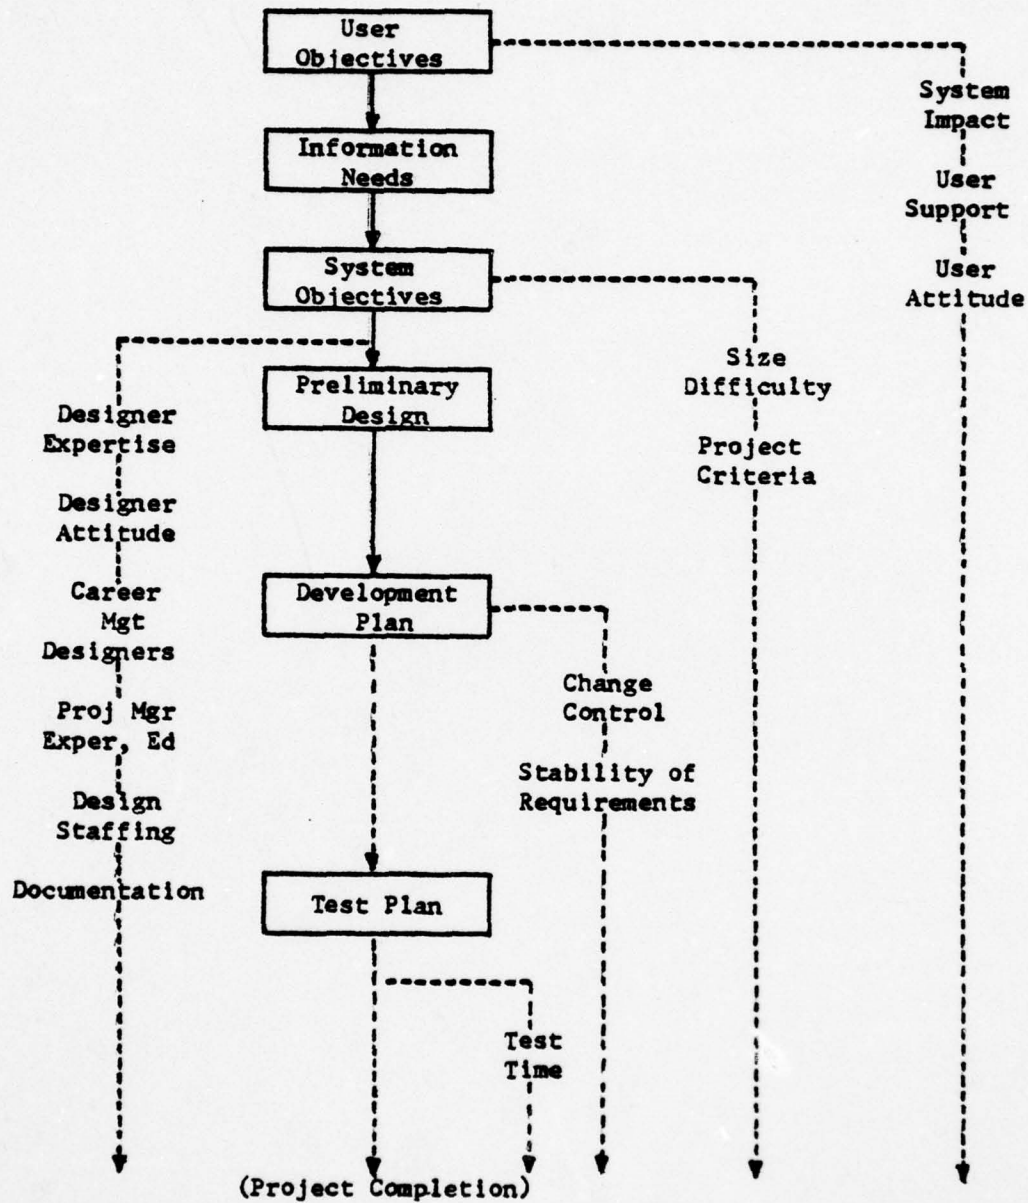 User
Objectives
System
Impact
Information
Needs
User
Support
System
Objectives
User
Attitude
Size
Difficulty
Preliminary
Design
Designer
Expertise
Project
Criteria
Designer
Attitude
Career
Mgt
Designers
Development
Plan
Change
Control
Proj Mgr
Exper, Ed
Stability of
Requirements
Design
Staffing
Documentation
Test Plan
Test
Time
(Project Completion)